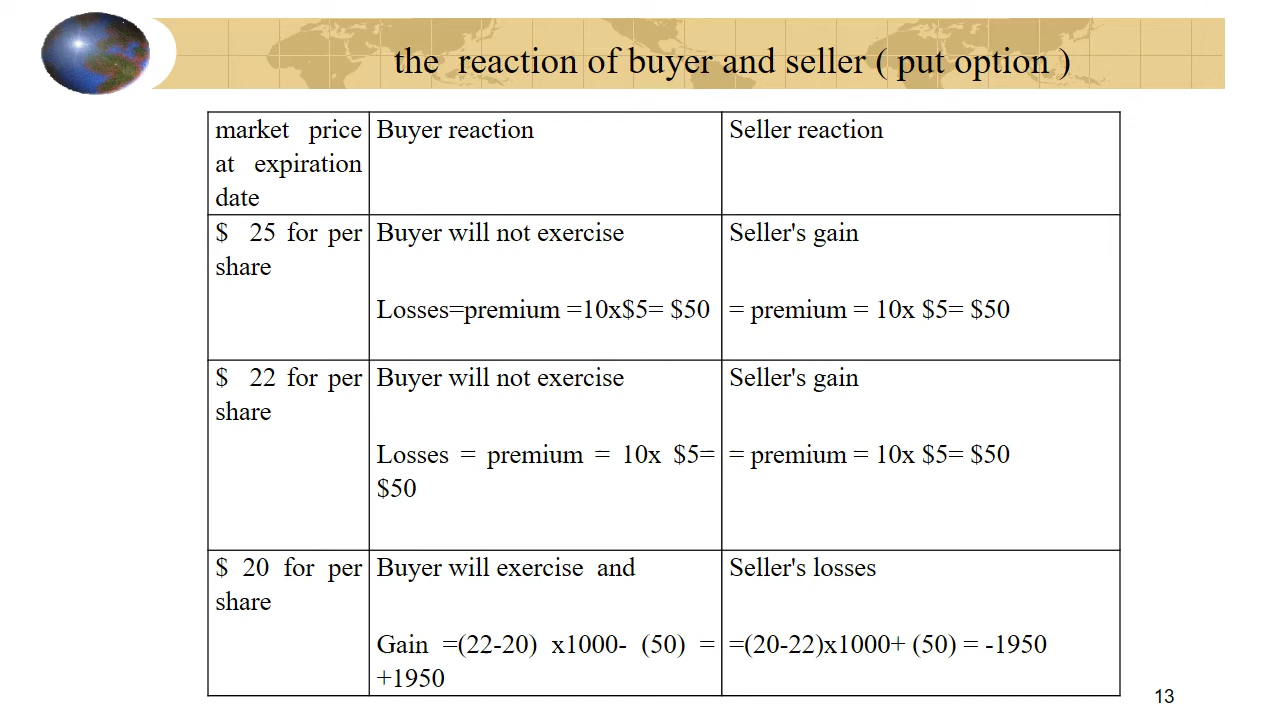 the reaction of buyer and seller ( put option )
market price
at expiration
date
Buyer reaction
Seller reaction
$ 25 for per
share
Buyer will not exercise
Losses=premium =10x$5= $50
Seller's gain
= premium = 10x $5= $50
$ 22 for per
share
Buyer will not exercise
Losses = premium = 10x $5=
$50
Seller's gain
= premium = 10x $5= $50
$ 20 for per
share
Buyer will exercise and
Gain =(22-20) x1000- (50) =
+1950
Seller's losses
=(20-22)x1000+ (50) = -1950
13